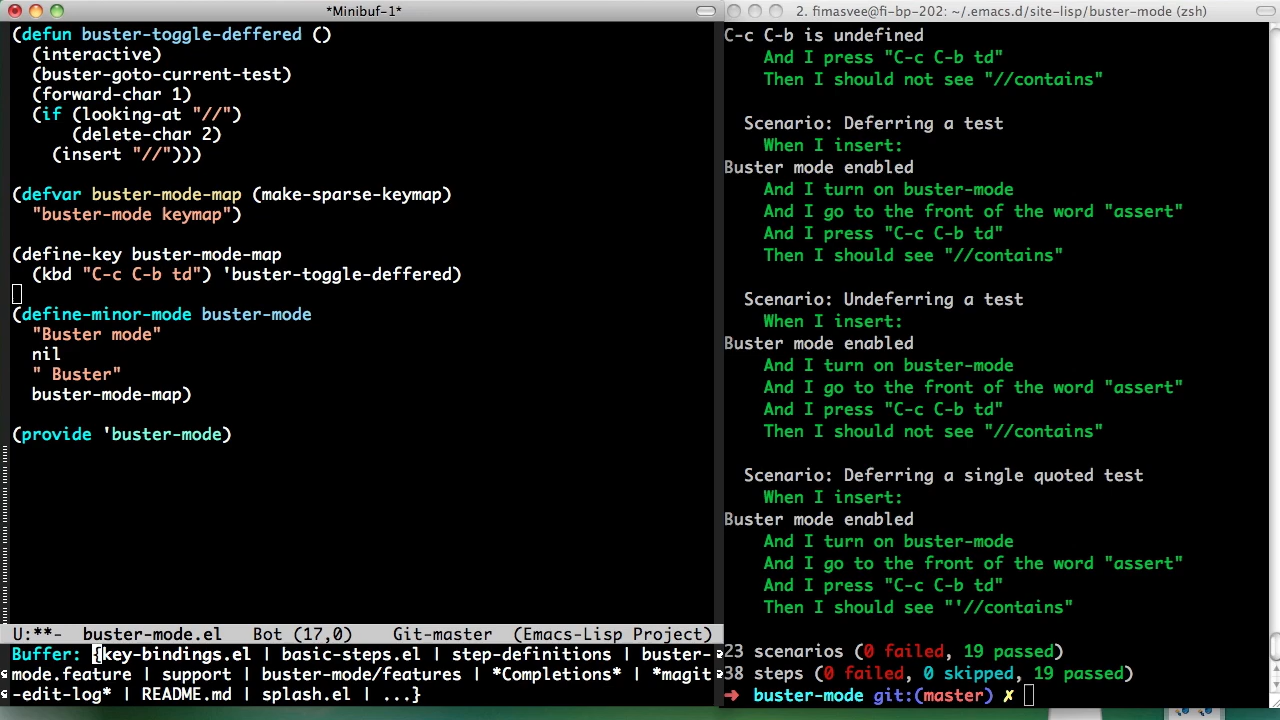 *Minibuf-1*
(defun buster-toggle-deffered ()
  (interactive)
  (buster-goto-current-test)
  (forward-char 1)
  (if (looking-at "//")
      (delete-char 2)
    (insert "//")))
(defvar buster-mode-map (make-sparse-keymap)
  "buster-mode keymap")
(define-key buster-mode-map
  (kbd "C-c C-b td") 'buster-toggle-deffered)
(define-minor-mode buster-mode
  "Buster mode"
  nil
  " Buster"
  buster-mode-map)
(provide 'buster-mode)
U:**-  buster-mode.el   Bot (17,0)    Git-master  (Emacs-Lisp Project)
Buffer: {key-bindings.el | basic-steps.el | step-definitions | buster-
mode.feature | support | buster-mode/features | *Completions* | *magit
-edit-log* | README.md | splash.el | ...}
2. fimasvee@fi-bp-202: ~/.emacs.d/site-lisp/buster-mode (zsh)
C-c C-b is undefined
    And I press "C-c C-b td"
    Then I should not see "//contains"
  Scenario: Deferring a test
    When I insert:
Buster mode enabled
    And I turn on buster-mode
    And I go to the front of the word "assert"
    And I press "C-c C-b td"
    Then I should see "//contains"
  Scenario: Undeferring a test
    When I insert:
Buster mode enabled
    And I turn on buster-mode
    And I go to the front of the word "assert"
    And I press "C-c C-b td"
    Then I should not see "//contains"
  Scenario: Deferring a single quoted test
    When I insert:
Buster mode enabled
    And I turn on buster-mode
    And I go to the front of the word "assert"
    And I press "C-c C-b td"
    Then I should see "'//contains"
23 scenarios (0 failed, 19 passed)
38 steps (0 failed, 0 skipped, 19 passed)
➜  buster-mode git:(master) ✗